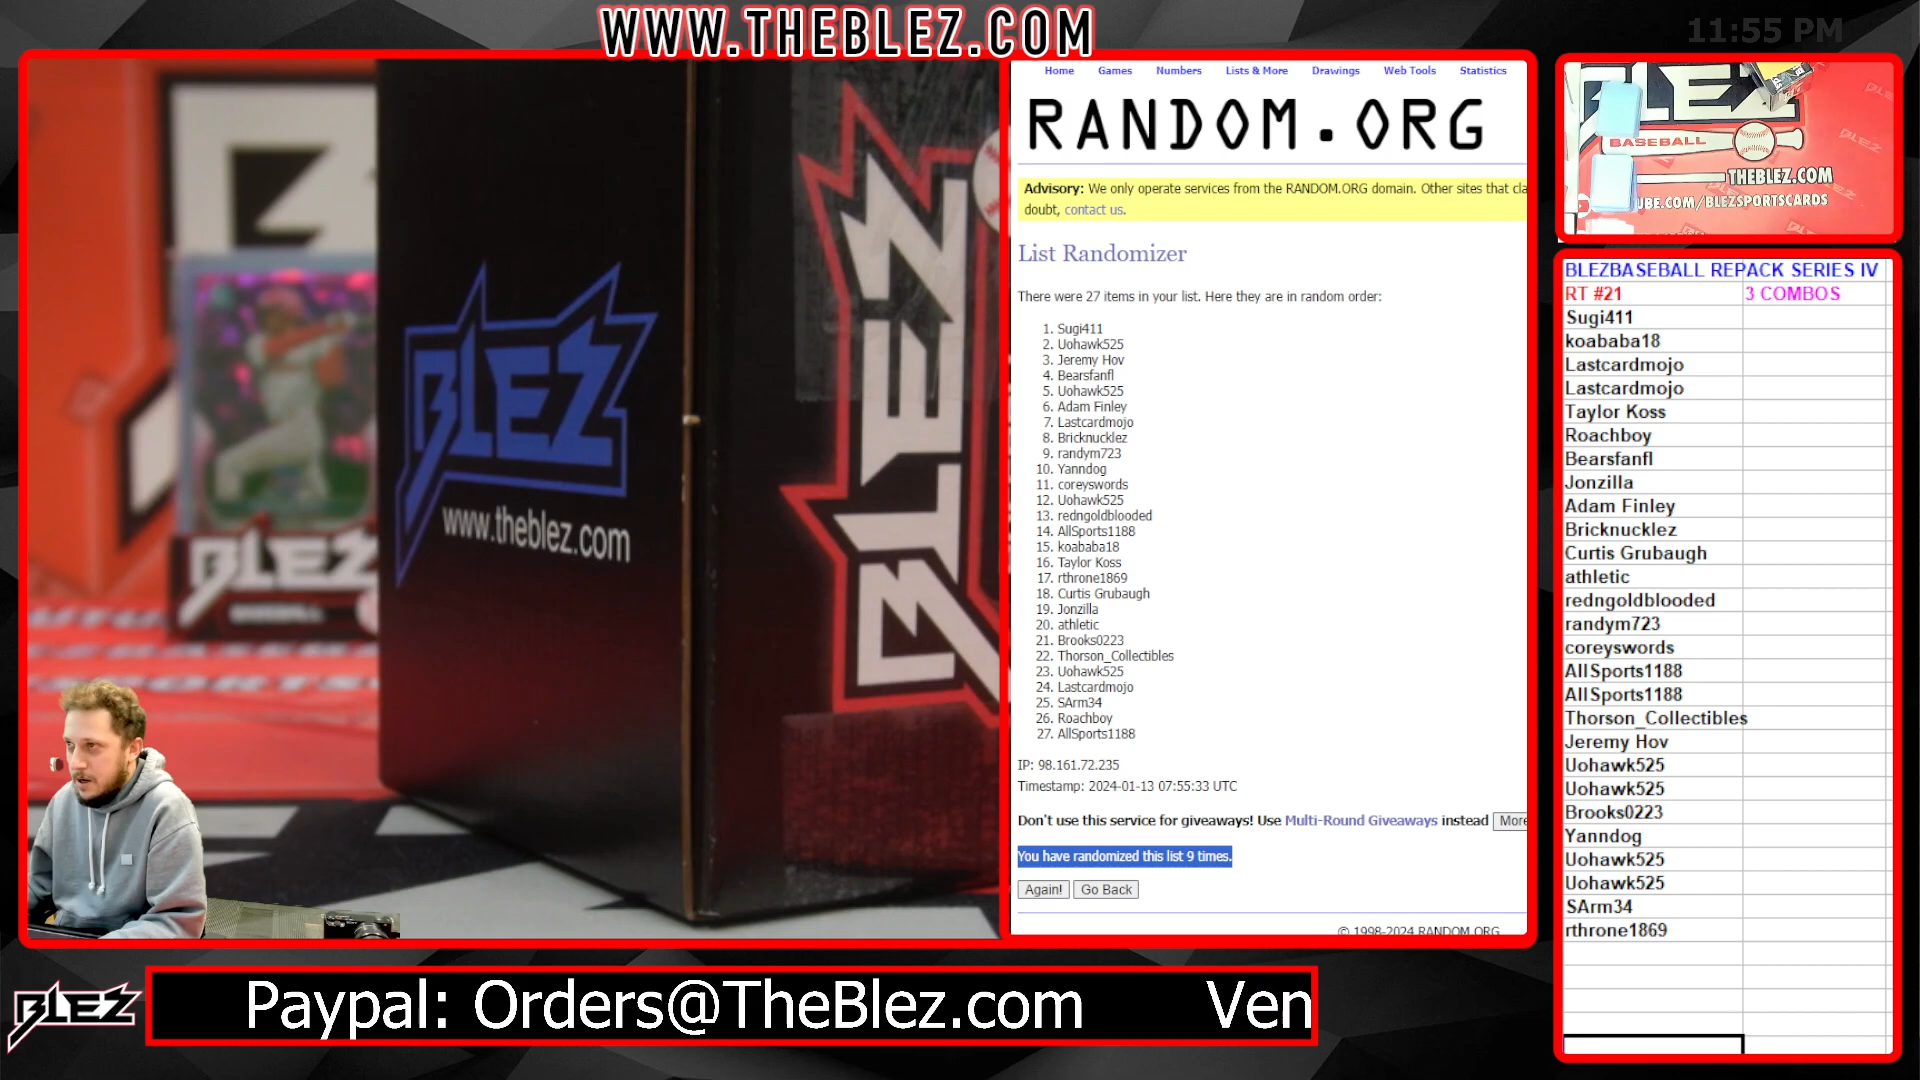 WWW.THEBLEZ.COM
11:55 PM
BLEZ
www.theblez.com
BLEZ
BLEZ
Home Games Numbers Lists & More Drawings Web Tools Statistics
RANDOM.ORG
Advisory: We only operate services from the RANDOM.ORG domain. Other sites that cla
doubt, contact us.
List Randomizer
There were 27 items in your list. Here they are in random order:
1. Sugi411
2. Uohawk525
3. Jeremy Hov
4. Bearsfanfl
5. Uohawk525
6. Adam Finley
7. Lastcardmojo
8. Bricknucklez
9. randym723
10. Yanndog
11. coreyswords
12. Uohawk525
13. redngoldblooded
14. AllSports1188
15. koababa18
16. Taylor Koss
17. rthrone1869
18. Curtis Grubaugh
19. Jonzilla
20. athletic
21. Brooks0223
22. Thorson_Collectibles
23. Uohawk525
24. Lastcardmojo
25. SArm34
26. Roachboy
27. AllSports1188
IP: 98.161.72.235
Timestamp: 2024-01-13 07:55:33 UTC
Don't use this service for giveaways! Use Multi-Round Giveaways instead More
You have randomized this list 9 times.
Again! Go Back
© 1998-2024 RANDOM.ORG
BLEZ
BASEBALL
THEBLEZ.COM
UBE.COM/BLEZSPORTSCARDS
BLEZBASEBALL REPACK SERIES IV
RT #21 3 COMBOS
Sugi411
koababa18
Lastcardmojo
Lastcardmojo
Taylor Koss
Roachboy
Bearsfanfl
Jonzilla
Adam Finley
Bricknucklez
Curtis Grubaugh
athletic
redngoldblooded
randym723
coreyswords
AllSports1188
AllSports1188
Thorson_Collectibles
Jeremy Hov
Uohawk525
Uohawk525
Brooks0223
Yanndog
Uohawk525
Uohawk525
SArm34
rthrone1869
BLEZ
Paypal: Orders@TheBlez.com Ven